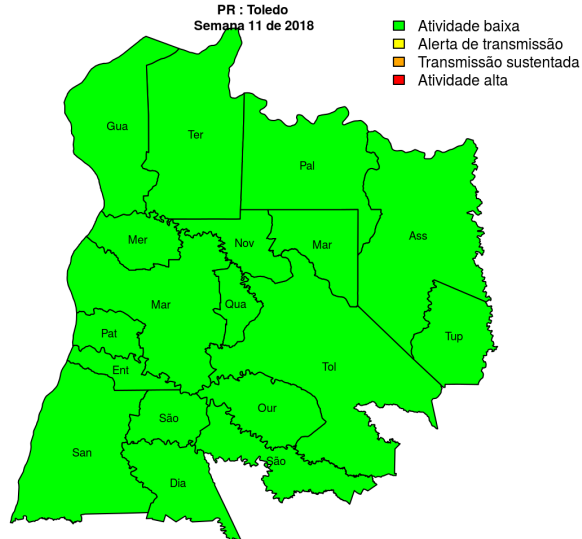 PR : Toledo
Semana 11 de 2018
Atividade baixa
Alerta de transmissão
Transmissão sustentada
Atividade alta
Gua
Ter
Pal
Ass
Mer
Nov
Mar
Mar
Qua
Pat
Tup
Ent
Tol
São
Our
San
São
Dia